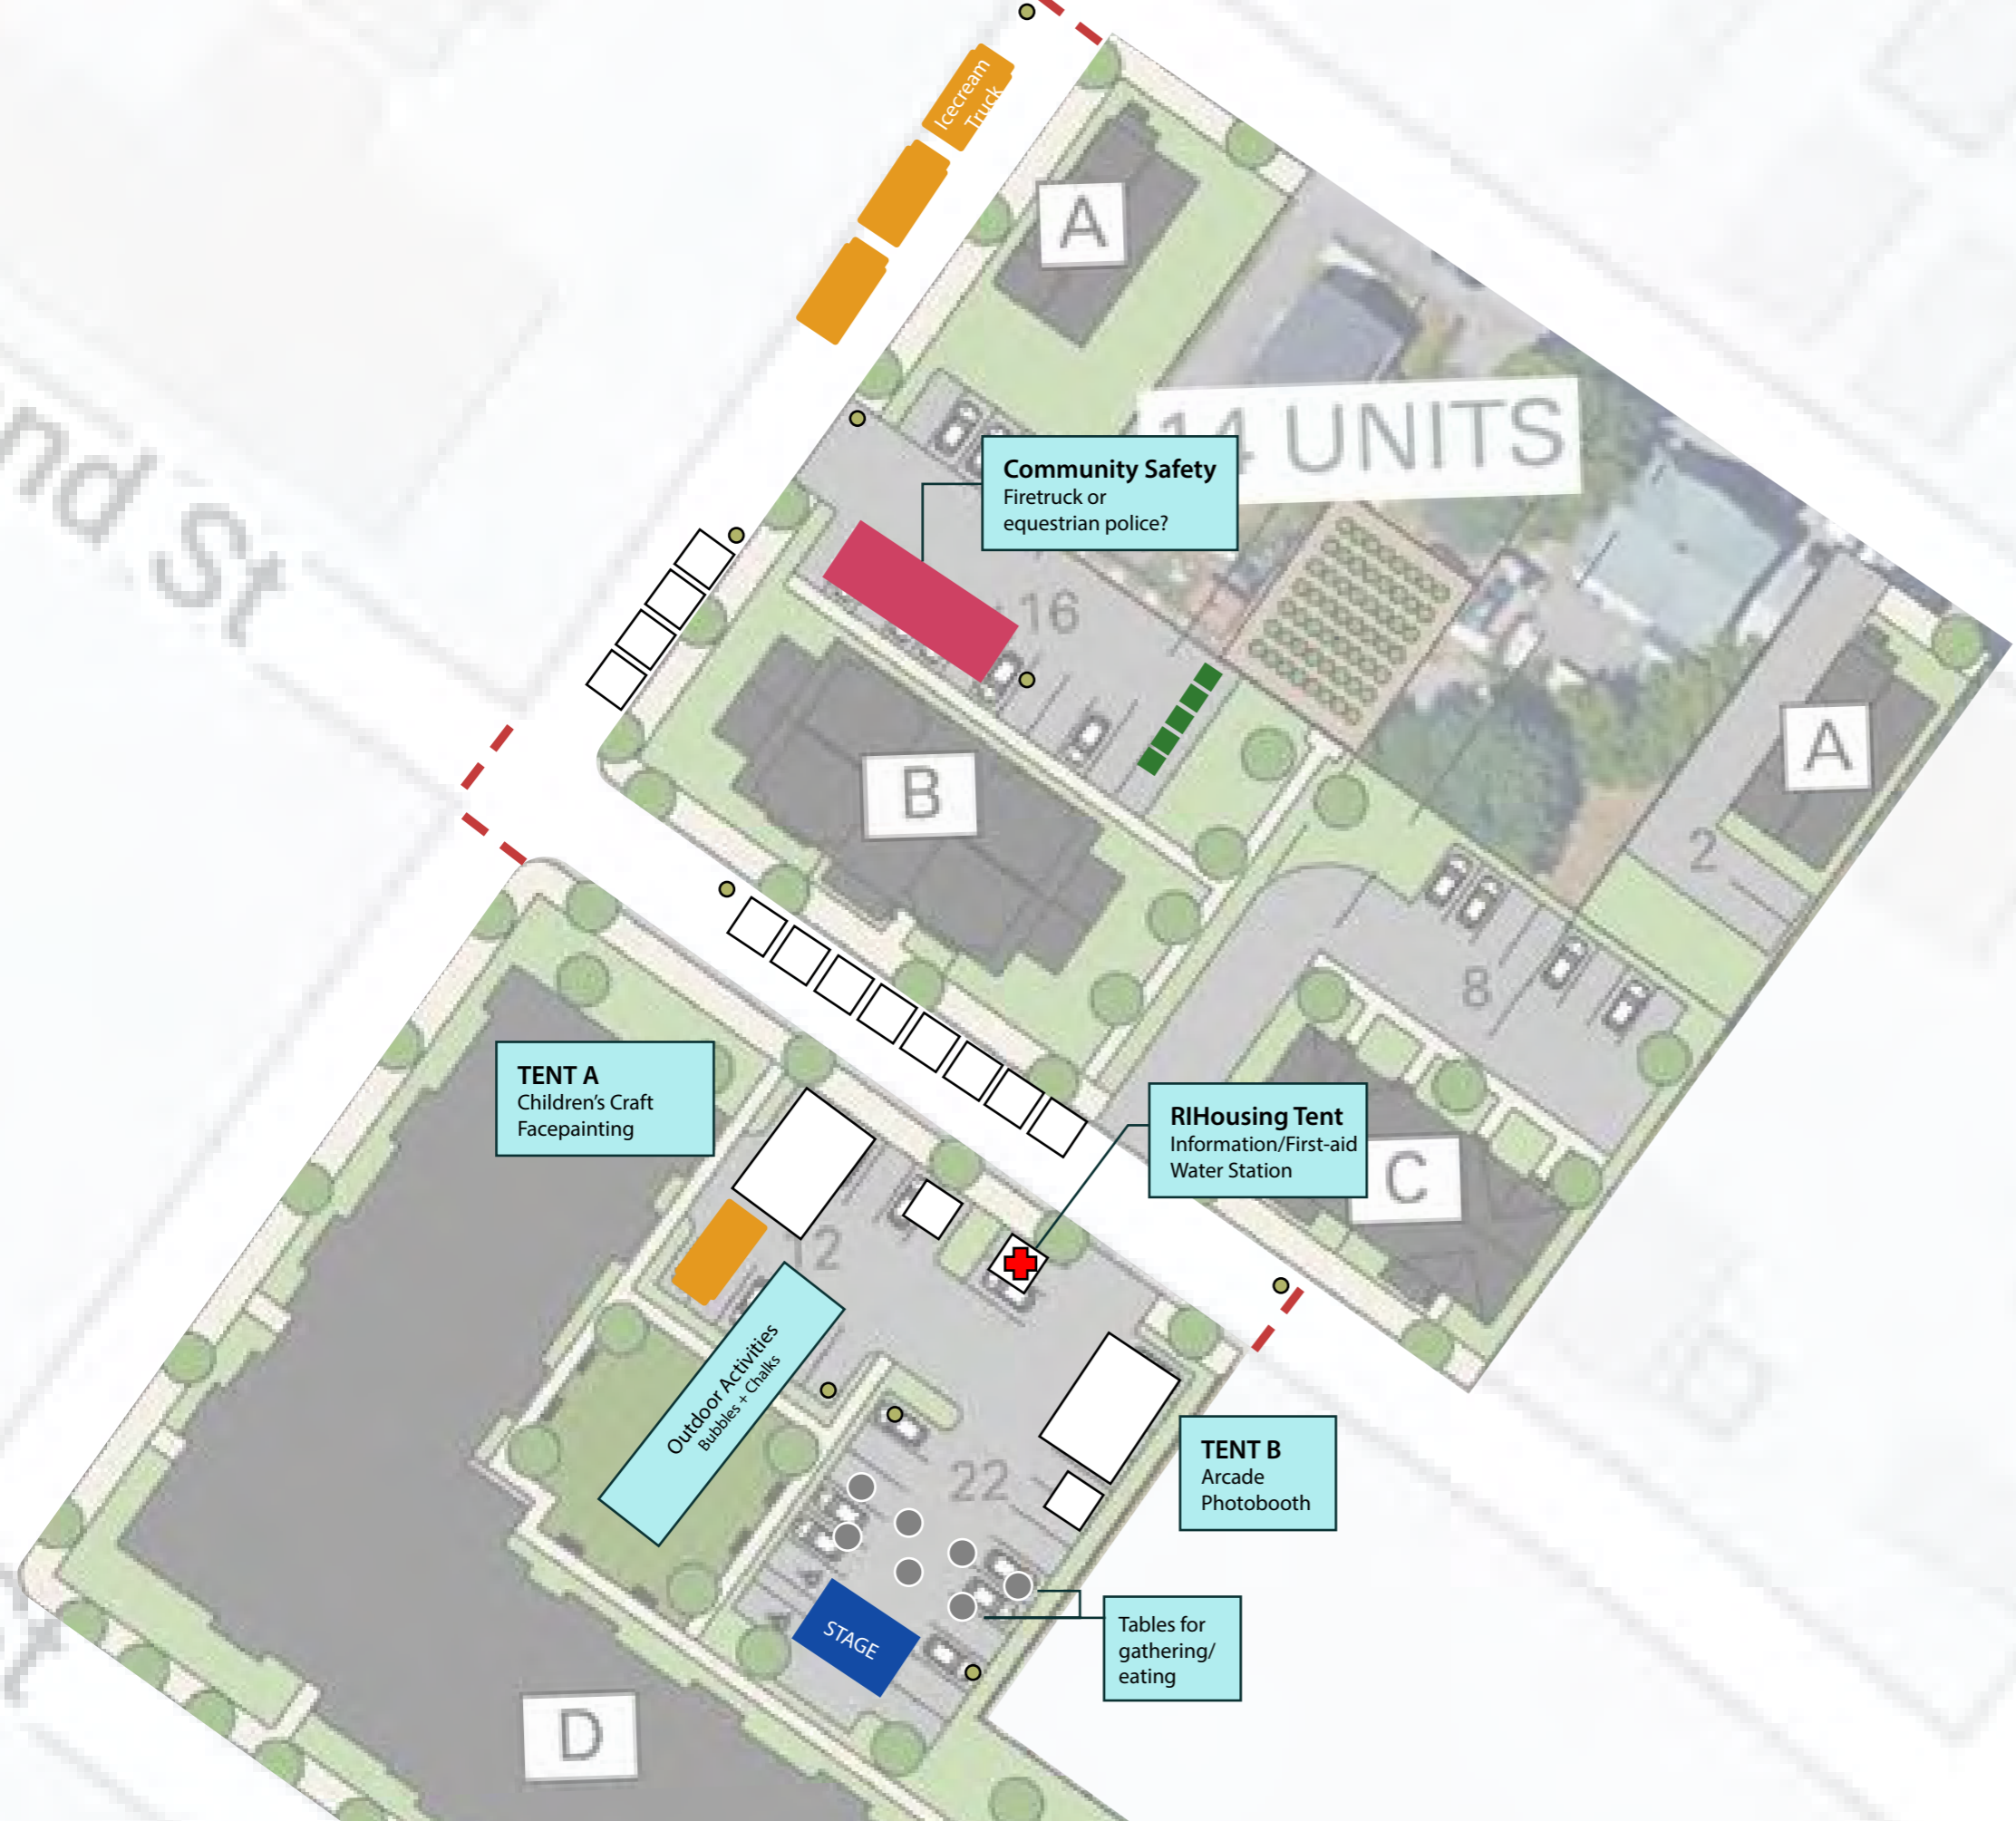 Icecream
Truck
A
14 UNITS
Community Safety
Firetruck or
equestrian police?
nd St
16
A
B
2
8
TENT A
Children's Craft
Facepainting
RIHousing Tent
Information/First-aid
Water Station
C
12
Outdoor Activities
Bubbles + Chalks
TENT B
Arcade
Photobooth
22
Tables for
gathering/
eating
STAGE
D